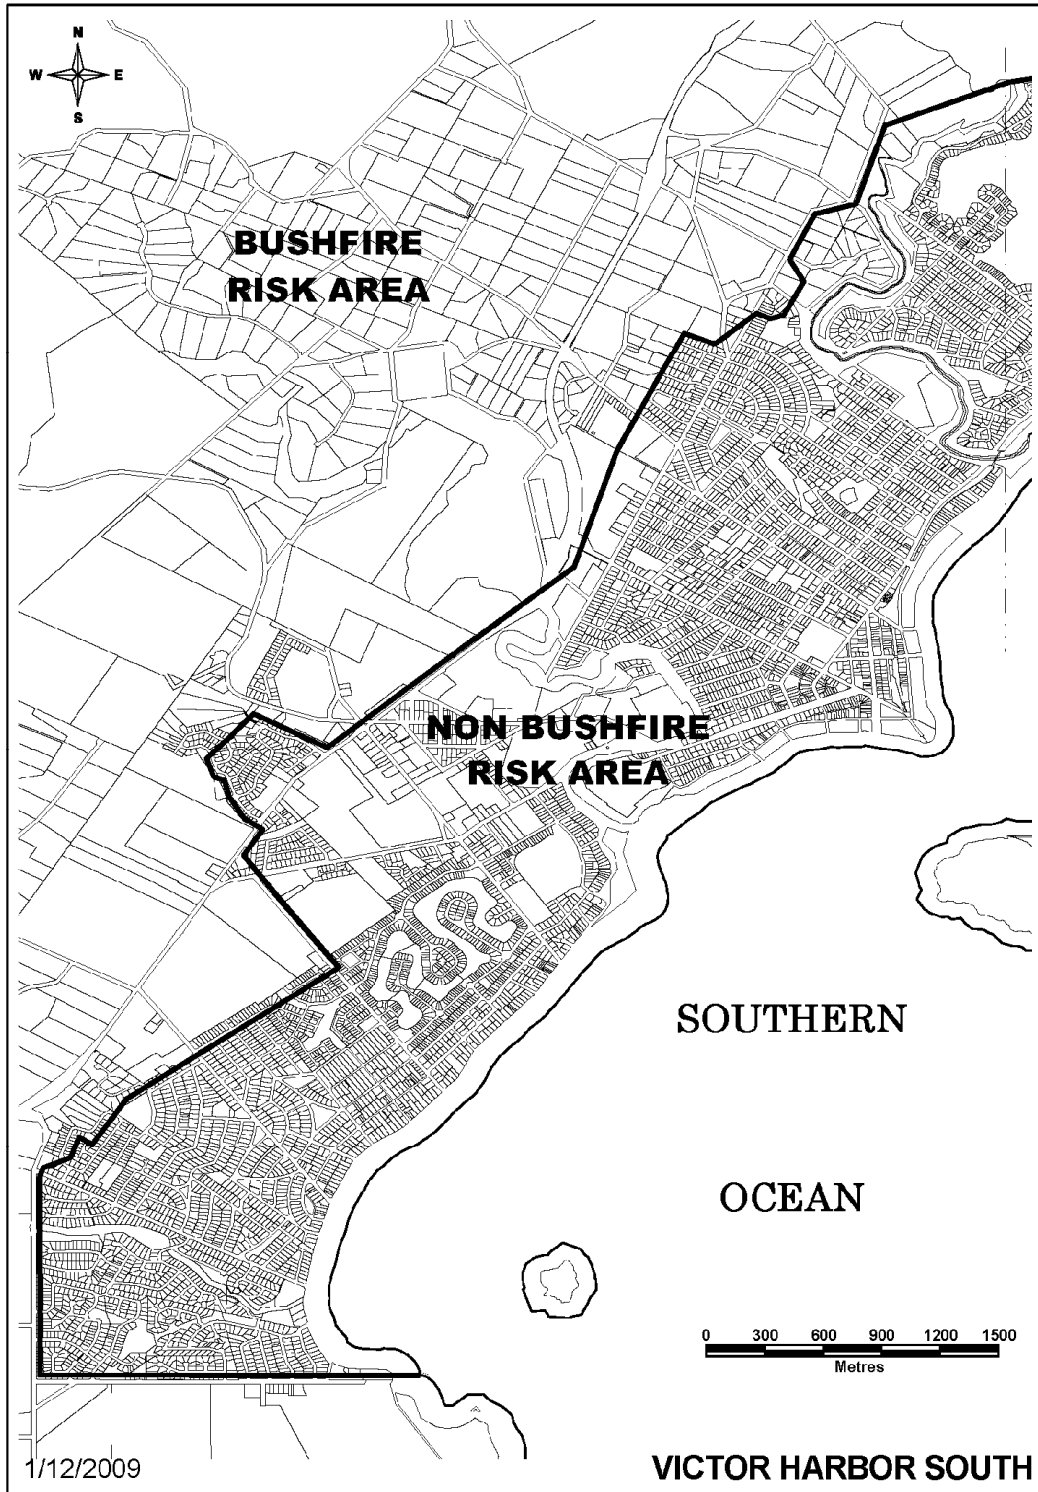 N
W E
S
BUSHFIRE
RISK AREA
NON BUSHFIRE
RISK AREA
SOUTHERN
OCEAN
0 300 600 900 1200 1500
Metres
1/12/2009
VICTOR HARBOR SOUTH